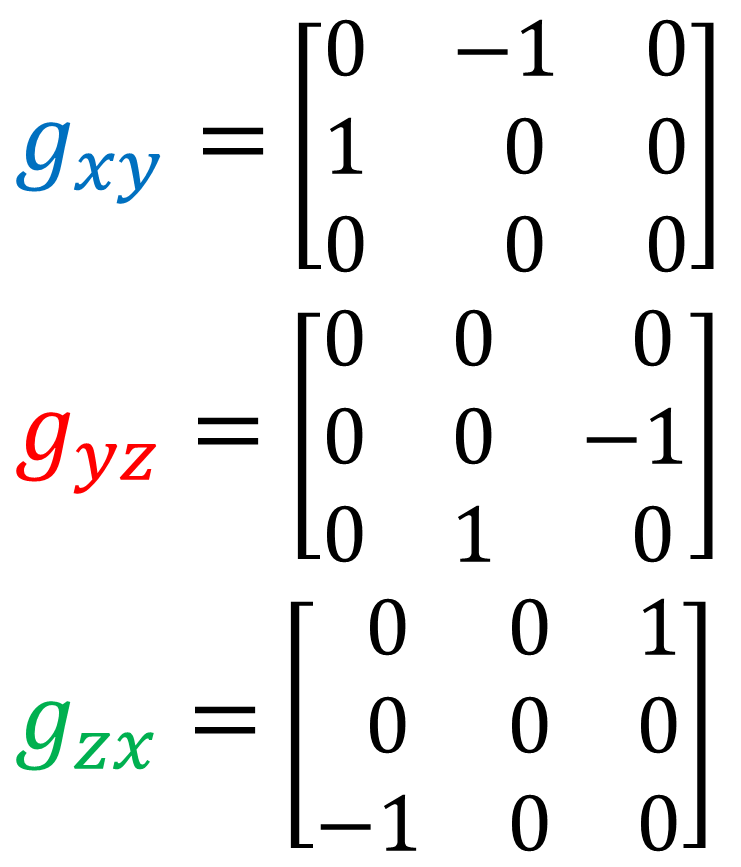 g_xy = [0 −1 0
1 0 0
0 0 0]
g_yz = [0 0 0
0 0 −1
0 1 0]
g_zx = [0 0 1
0 0 0
−1 0 0]